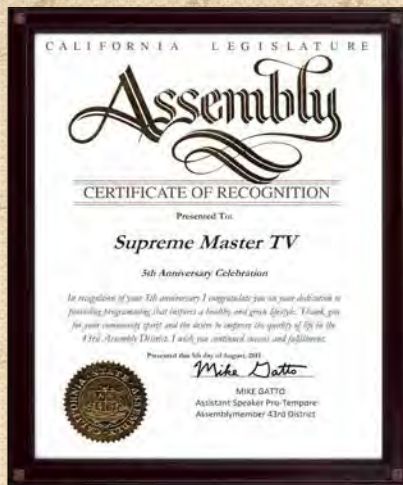 CALIFORNIA LEGISLATURE
Assembly
CERTIFICATE OF RECOGNITION
Presented To:
Supreme Master TV
5th Anniversary Celebration
In recognition of your 5th anniversary I congratulate you on your dedication to
providing programming that inspires a healthy and green lifestyle. Thank you
for your community spirit and the desire to improve the quality of life in the
43rd Assembly District. I wish you continued success and fulfillment.
Presented this 5th day of August, 2011
Mike Gatto
MIKE GATTO
Assistant Speaker Pro-Tempore
Assemblymember 43rd District